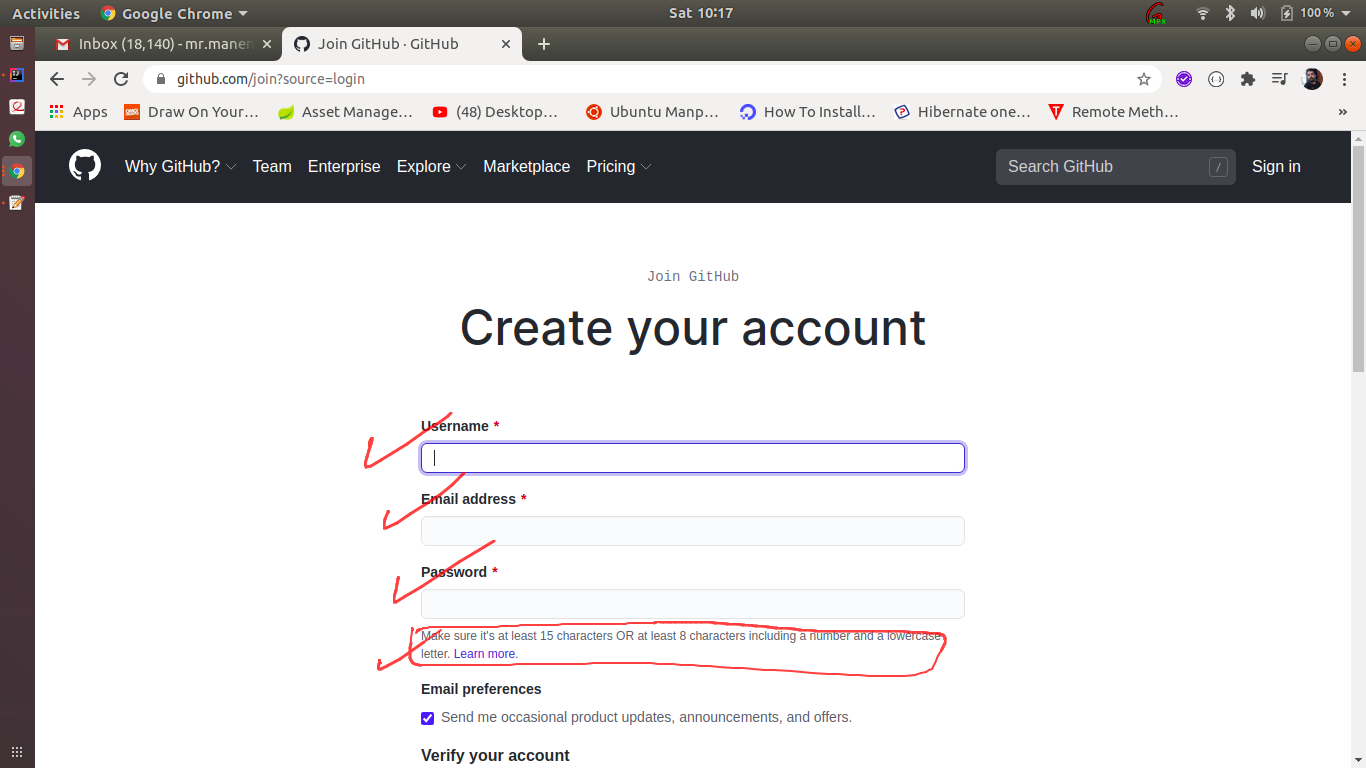 Activities Google Chrome Sat 10:17 MPX 100 %
Inbox (18,140) - mr.manen Join GitHub · GitHub
github.com/join?source=login
Apps Draw On Your… Asset Manage… (48) Desktop… Ubuntu Manp… How To Install… Hibernate one… Remote Meth… »
Why GitHub? Team Enterprise Explore Marketplace Pricing Search GitHub / Sign in
Join GitHub
Create your account
Username *
Email address *
Password *
Make sure it's at least 15 characters OR at least 8 characters including a number and a lowercase
letter. Learn more.
Email preferences
Send me occasional product updates, announcements, and offers.
Verify your account